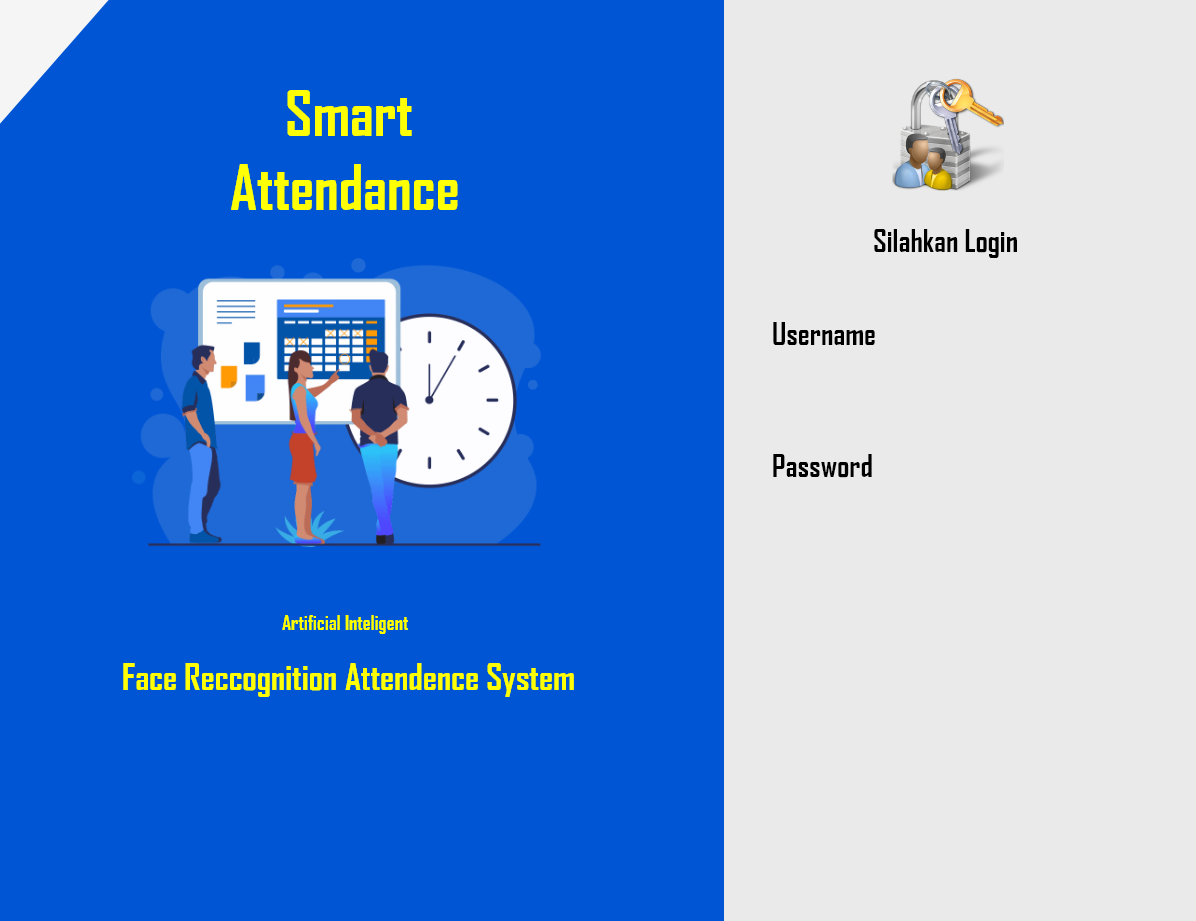 Smart
Attendance
Artificial Inteligent
Face Reccognition Attendence System
Silahkan Login
Username
Password